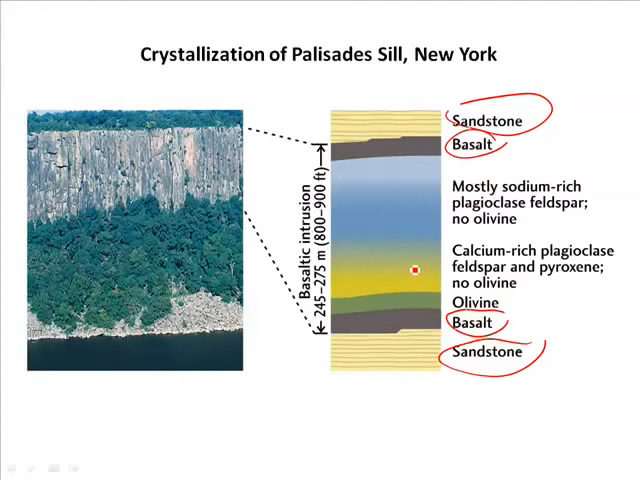 Crystallization of Palisades Sill, New York
Sandstone
Basalt
Mostly sodium-rich
plagioclase feldspar;
no olivine
Basaltic intrusion
245–275 m (800–900 ft)
Calcium-rich plagioclase
feldspar and pyroxene;
no olivine
Olivine
Basalt
Sandstone